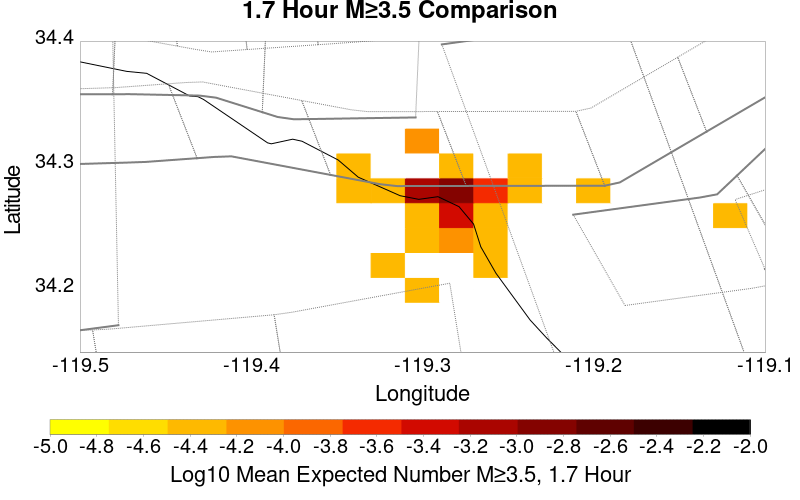 1.7 Hour M≥3.5 Comparison
34.4
34.3
34.2
Latitude
-119.5 -119.4 -119.3 -119.2 -119.1
Longitude
-5.0 -4.8 -4.6 -4.4 -4.2 -4.0 -3.8 -3.6 -3.4 -3.2 -3.0 -2.8 -2.6 -2.4 -2.2 -2.0
Log10 Mean Expected Number M≥3.5, 1.7 Hour